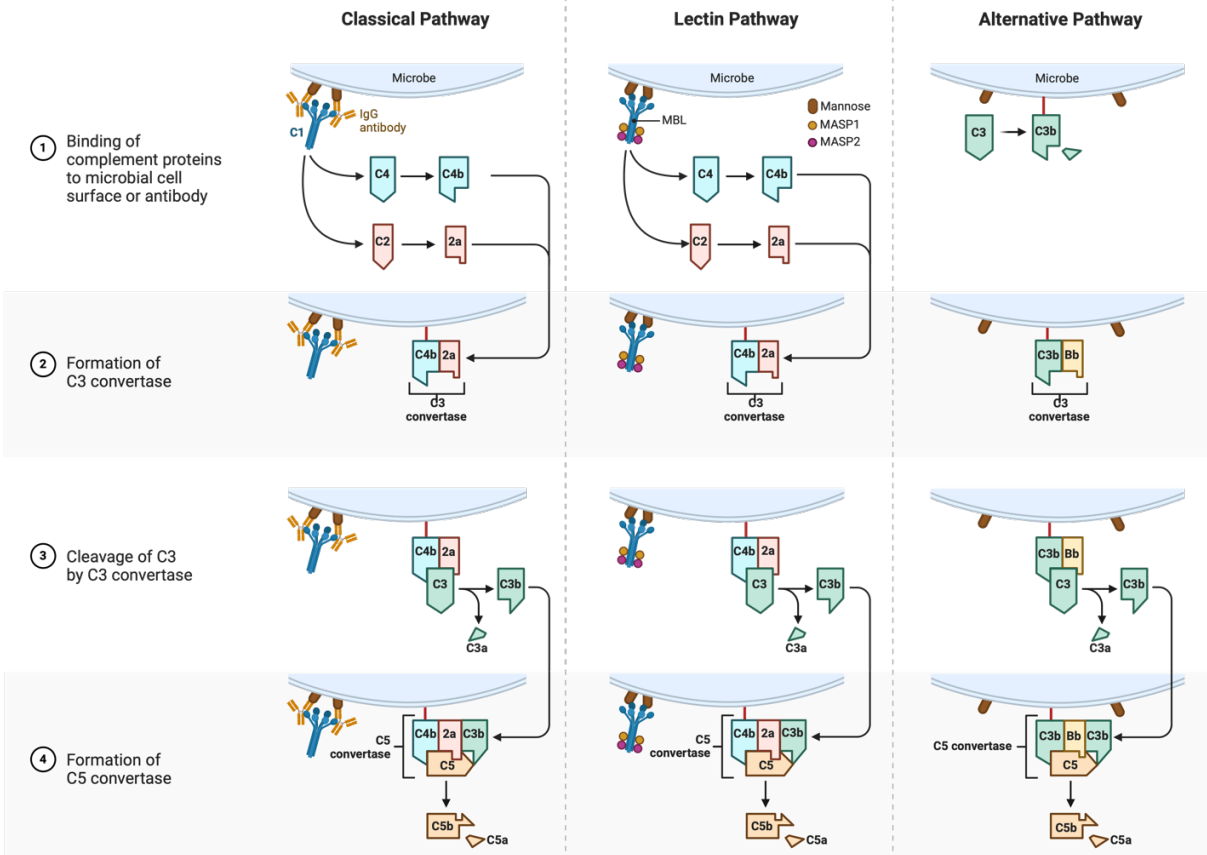 Classical Pathway
Lectin Pathway
Alternative Pathway
1
Binding of
complement proteins
to microbial cell
surface or antibody
Microbe
IgG
antibody
C1
C4
C4b
C2
2a
Microbe
MBL
Mannose
MASP1
MASP2
C4
C4b
C2
2a
Microbe
C3
C3b
2
Formation of
C3 convertase
C4b
2a
C3
convertase
C4b
2a
C3
convertase
C3b
Bb
C3
convertase
3
Cleavage of C3
by C3 convertase
C4b
2a
C3
C3b
C3a
C4b
2a
C3
C3b
C3a
C3b
Bb
C3
C3b
C3a
4
Formation of
C5 convertase
C5
convertase
C4b
2a
C3b
C5
C5b
C5a
C5
convertase
C4b
2a
C3b
C5
C5b
C5a
C5 convertase
C3b
Bb
C3b
C5
C5b
C5a